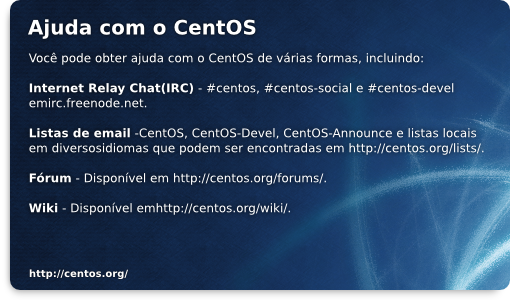 Ajuda com o CentOS
Você pode obter ajuda com o CentOS de várias formas, incluindo:
Internet Relay Chat(IRC) - #centos, #centos-social e #centos-devel
emirc.freenode.net.
Listas de email -CentOS, CentOS-Devel, CentOS-Announce e listas locais
em diversosidiomas que podem ser encontradas em http://centos.org/lists/.
Fórum - Disponível em http://centos.org/forums/.
Wiki - Disponível emhttp://centos.org/wiki/.
http://centos.org/